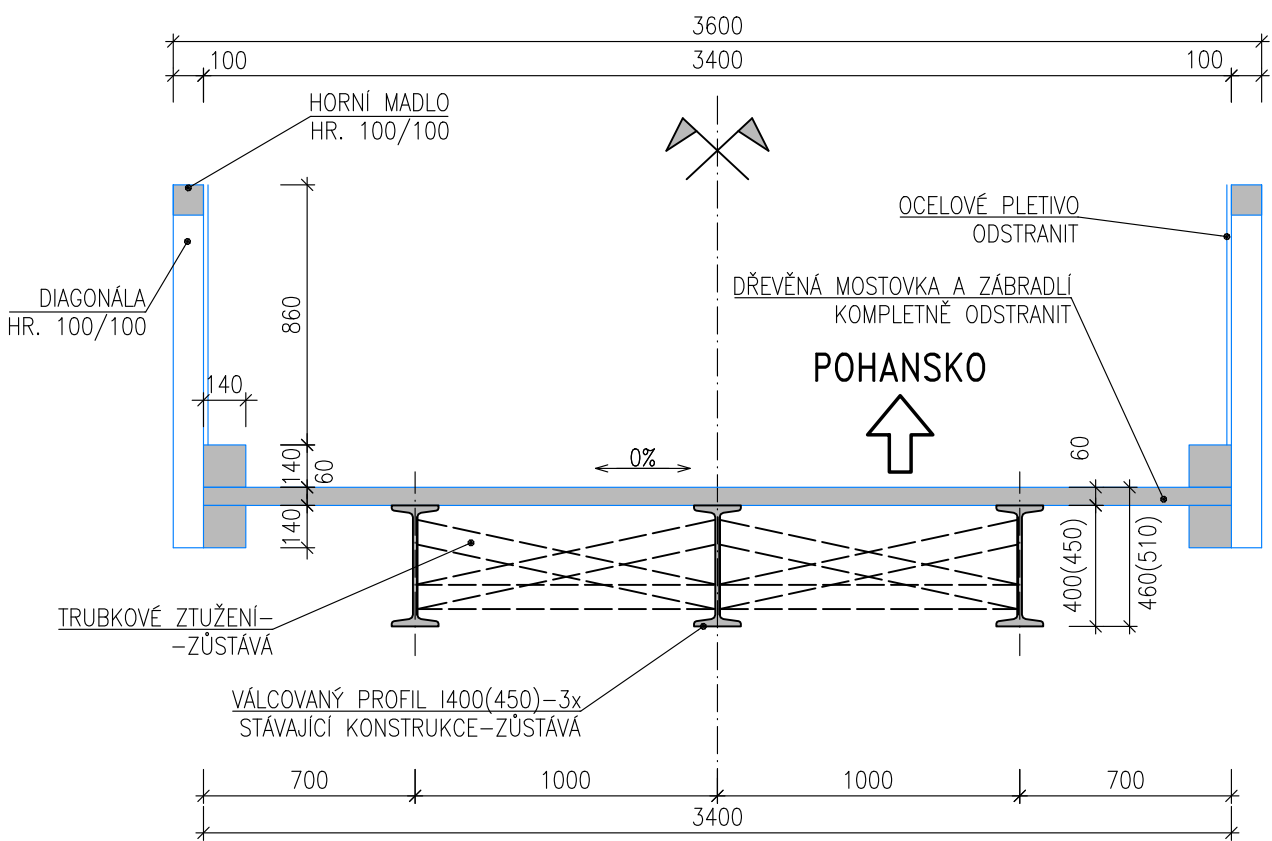 3600
100
3400
100
HORNÍ MADLO
HR. 100/100
OCELOVÉ PLETIVO
ODSTRANIT
DIAGONÁLA
HR. 100/100
860
DŘEVĚNÁ MOSTOVKA A ZÁBRADLÍ
KOMPLETNĚ ODSTRANIT
POHANSKO
140
140
60
0%
60
140
400(450)
460(510)
TRUBKOVÉ ZTUŽENÍ-
-ZŮSTÁVÁ
VÁLCOVANÝ PROFIL I400(450)-3x
STÁVAJÍCÍ KONSTRUKCE-ZŮSTÁVÁ
700
1000
1000
700
3400